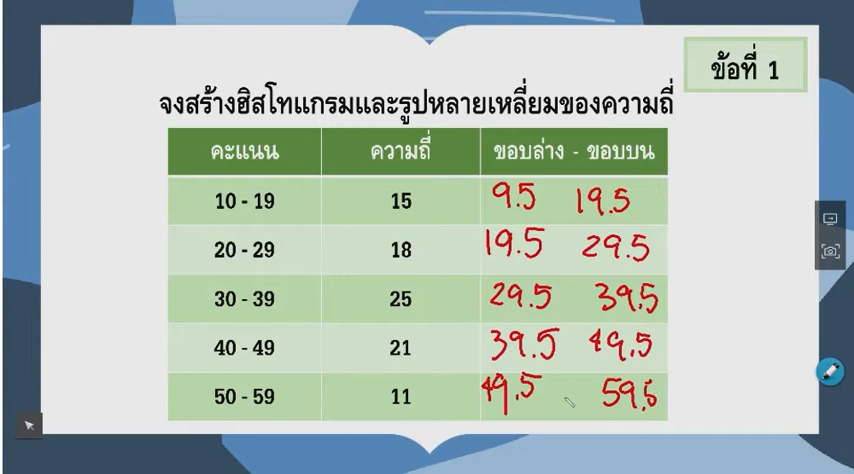 ข้อที่ 1
จงสร้างฮิสโทแกรมและรูปหลายเหลี่ยมของความถี่
คะแนน ความถี่ ขอบล่าง - ขอบบน
10 - 19 15 9.5 19.5
20 - 29 18 19.5 29.5
30 - 39 25 29.5 39.5
40 - 49 21 39.5 49.5
50 - 59 11 49.5 59.5